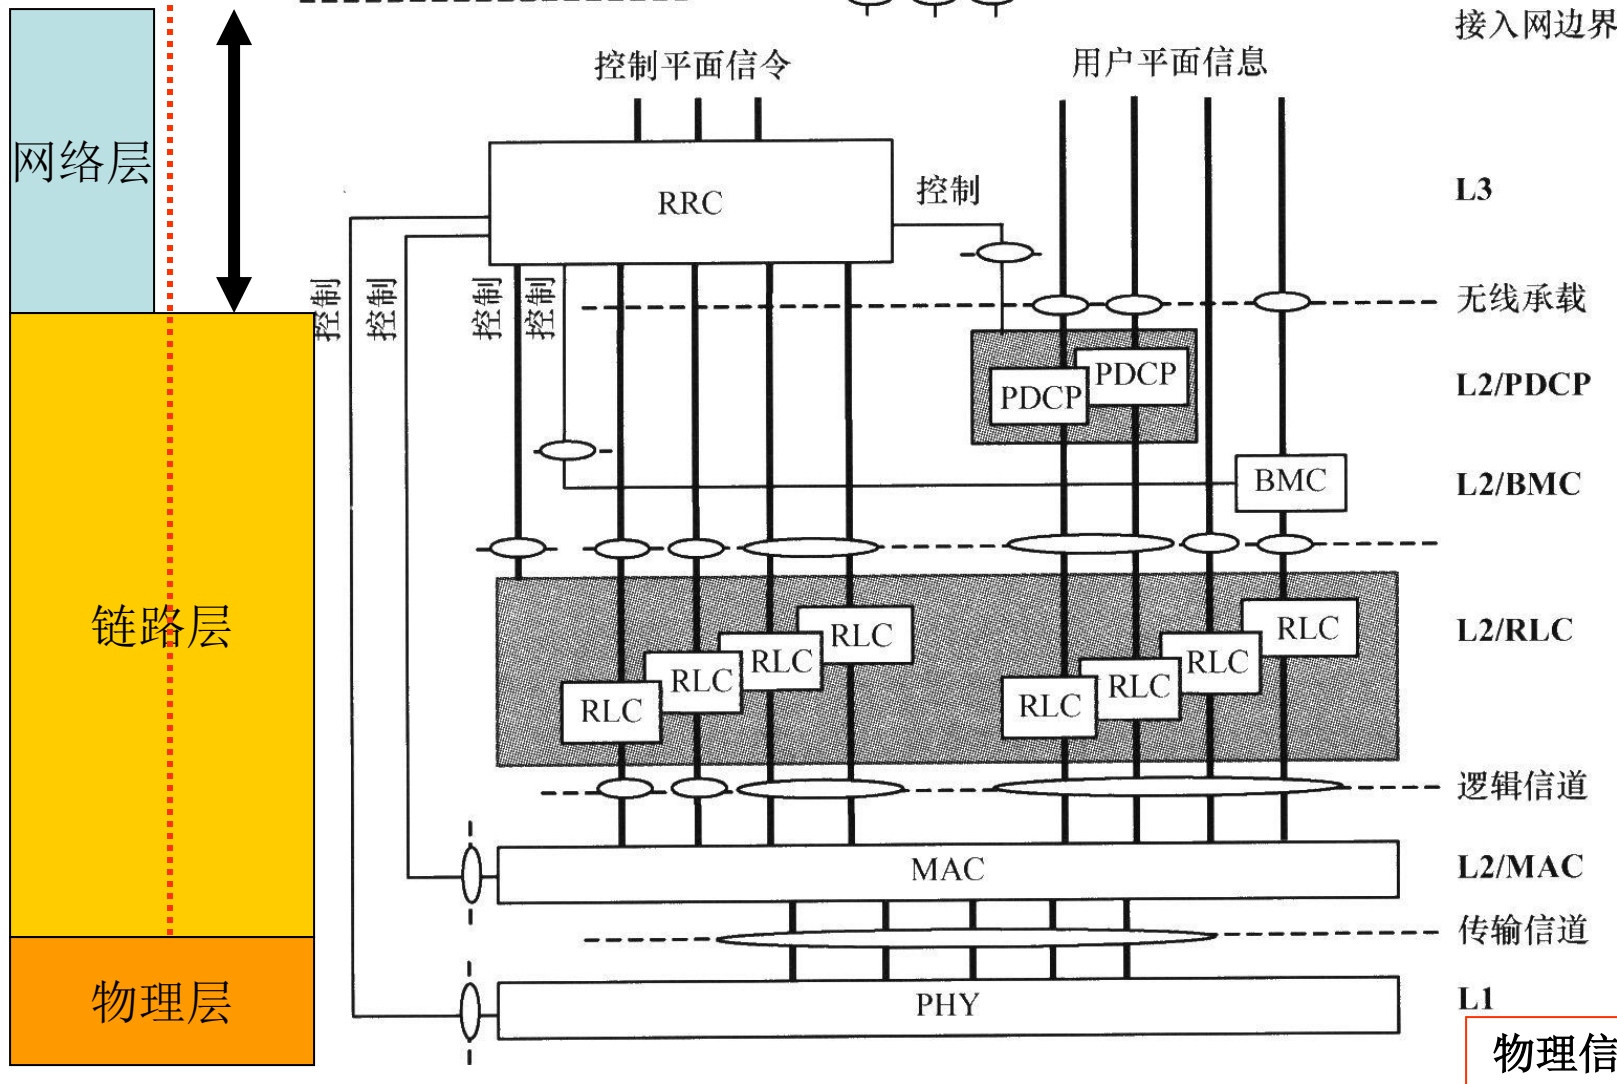 接入网边界
控制平面信令
用户平面信息
网络层
RRC
控制
L3
控制
控制
控制
控制
无线承载
PDCP
PDCP
L2/PDCP
BMC
L2/BMC
链路层
RLC
RLC
RLC
RLC
RLC
RLC
RLC
RLC
L2/RLC
逻辑信道
MAC
L2/MAC
传输信道
物理层
PHY
L1
物理信